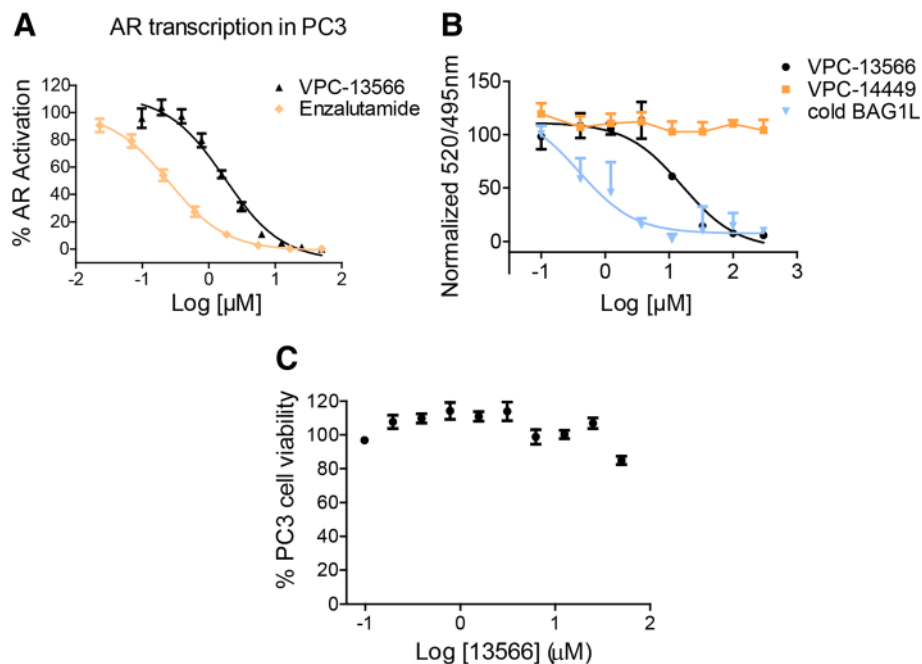 A
AR transcription in PC3
VPC-13566
Enzalutamide
% AR Activation
120
100
80
60
40
20
0
-2
-1
0
1
2
Log [µM]
B
VPC-13566
VPC-14449
cold BAG1L
Normalized 520/495nm
150
100
50
0
-1
0
1
2
3
Log [µM]
C
% PC3 cell viability
120
100
80
60
40
20
0
-1
0
1
2
Log [13566] (µM)